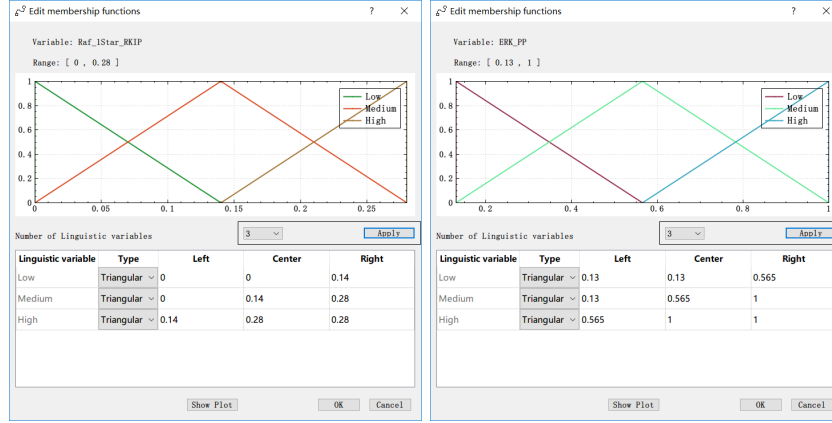 Edit membership functions ? ×
Variable: Raf_1Star_RKIP
Range: [ 0 , 0.28 ]
1
0.8
0.6
0.4
0.2
0
0 0.05 0.1 0.15 0.2 0.25
Low
Medium
High
Number of Linguistic variables 3 Apply
Linguistic variable Type Left Center Right
Low Triangular 0 0 0.14
Medium Triangular 0 0.14 0.28
High Triangular 0.14 0.28 0.28
Show Plot OK Cancel
Edit membership functions ? ×
Variable: ERK_PP
Range: [ 0.13 , 1 ]
1
0.8
0.6
0.4
0.2
0
0.2 0.4 0.6 0.8 1
Low
Medium
High
Number of Linguistic variables 3 Apply
Linguistic variable Type Left Center Right
Low Triangular 0.13 0.13 0.565
Medium Triangular 0.13 0.565 1
High Triangular 0.565 1 1
Show Plot OK Cancel